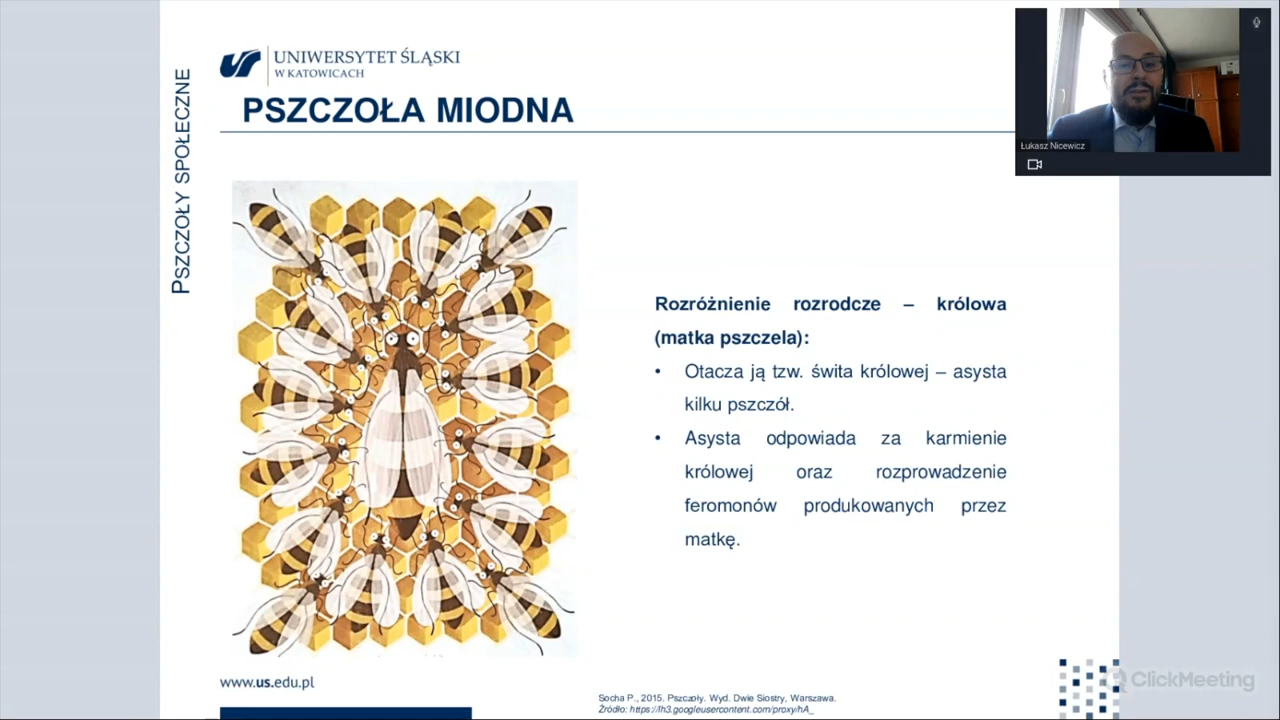 UNIWERSYTET ŚLĄSKI
W KATOWICACH
PSZCZOŁA MIODNA
PSZCZOŁY SPOŁECZNE
Łukasz Nicewicz
Rozróżnienie rozrodcze – królowa
(matka pszczela):
• Otacza ją tzw. świta królowej – asysta
kilku pszczół.
• Asysta odpowiada za karmienie
królowej oraz rozprowadzenie
feromonów produkowanych przez
matkę.
www.us.edu.pl
Socha P., 2015. Pszczoły. Wyd. Dwie Siostry, Warszawa.
Źródło: https://lh3.googleusercontent.com/proxy/hA_
ClickMeeting